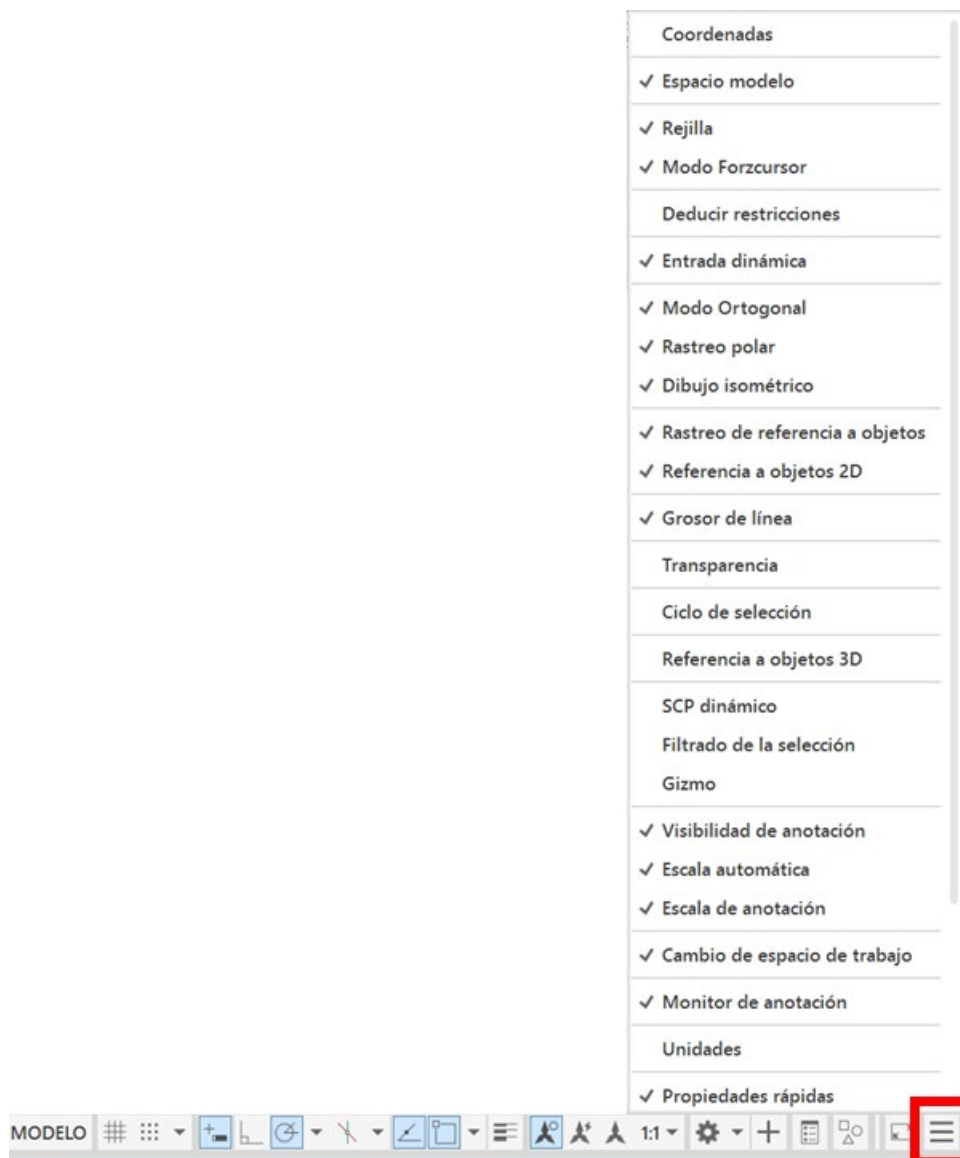 Coordenadas
Espacio modelo
Rejilla
Modo Forzcursor
Deducir restricciones
Entrada dinámica
Modo Ortogonal
Rastreo polar
Dibujo isométrico
Rastreo de referencia a objetos
Referencia a objetos 2D
Grosor de línea
Transparencia
Ciclo de selección
Referencia a objetos 3D
SCP dinámico
Filtrado de la selección
Gizmo
Visibilidad de anotación
Escala automática
Escala de anotación
Cambio de espacio de trabajo
Monitor de anotación
Unidades
Propiedades rápidas
MODELO 1:1